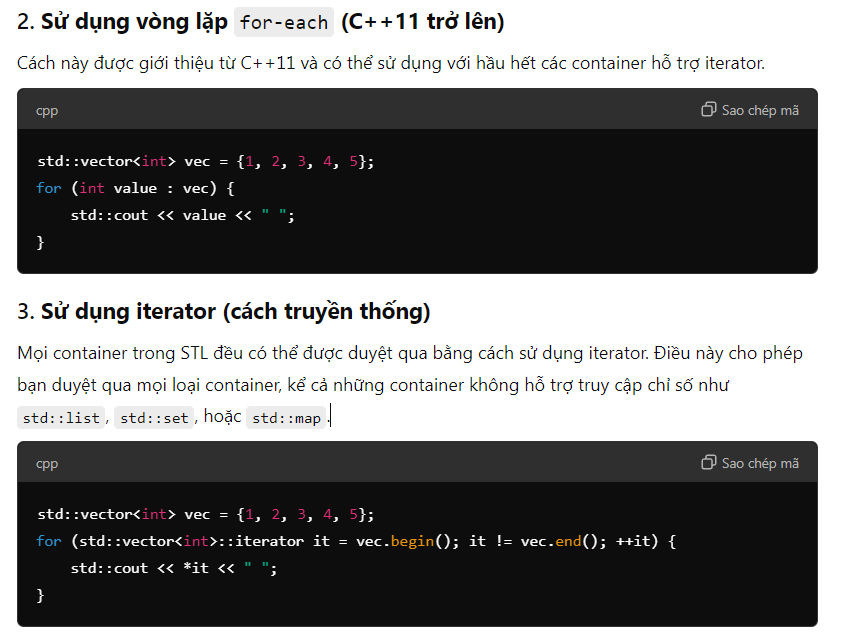 2. Sử dụng vòng lặp for-each (C++11 trở lên)
Cách này được giới thiệu từ C++11 và có thể sử dụng với hầu hết các container hỗ trợ iterator.
cpp
Sao chép mã
std::vector<int> vec = {1, 2, 3, 4, 5};
for (int value : vec) {
    std::cout << value << " ";
}
3. Sử dụng iterator (cách truyền thống)
Mọi container trong STL đều có thể được duyệt qua bằng cách sử dụng iterator. Điều này cho phép
bạn duyệt qua mọi loại container, kể cả những container không hỗ trợ truy cập chỉ số như
std::list, std::set, hoặc std::map.
cpp
Sao chép mã
std::vector<int> vec = {1, 2, 3, 4, 5};
for (std::vector<int>::iterator it = vec.begin(); it != vec.end(); ++it) {
    std::cout << *it << " ";
}